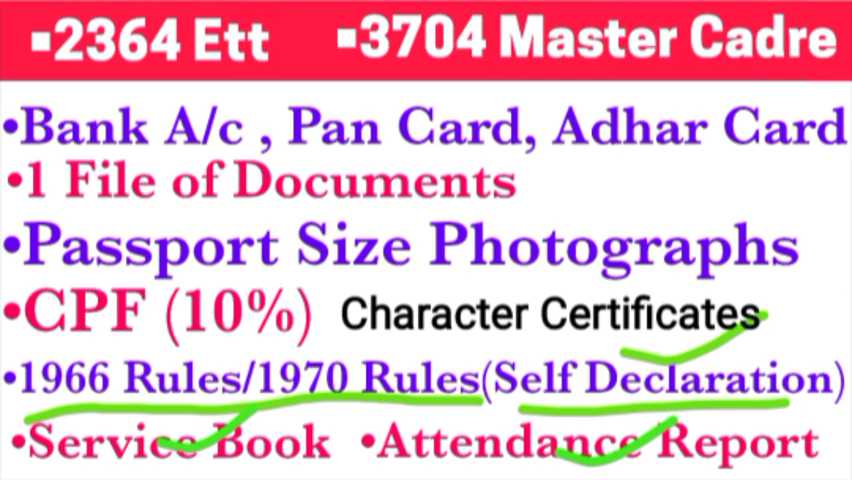 ▪2364 Ett ▪3704 Master Cadre
•Bank A/c , Pan Card, Adhar Card
•1 File of Documents
•Passport Size Photographs
•CPF (10%) Character Certificates
•1966 Rules/1970 Rules(Self Declaration)
•Service Book •Attendance Report